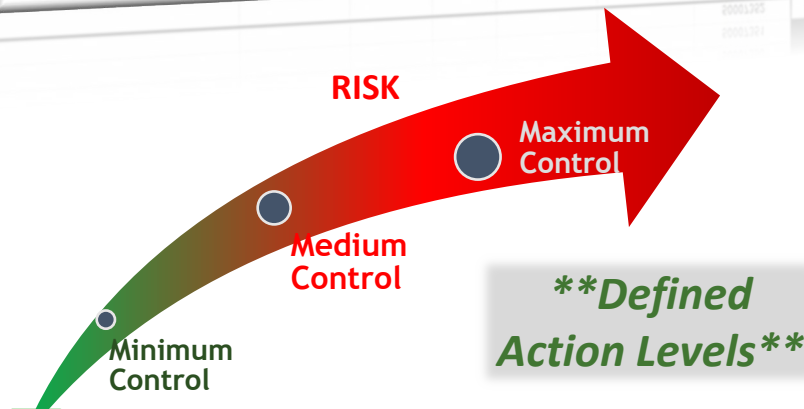 RISK
Maximum
Control
Medium
Control
**Defined
Action Levels**
Minimum
Control